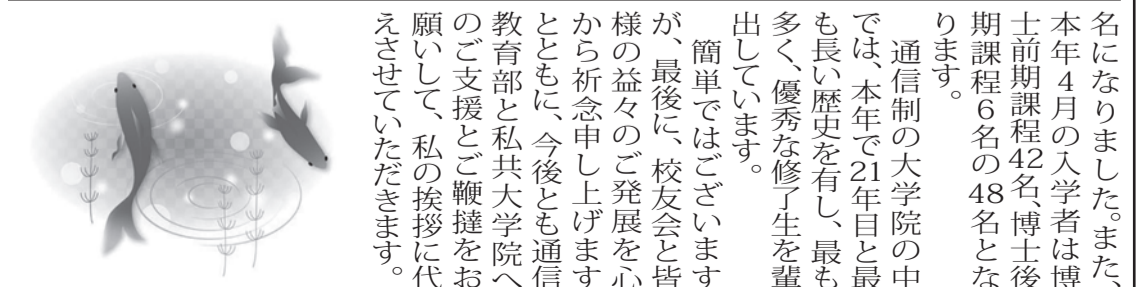 名になりました。また、
本年4月の入学者は博
士前期課程42名、博士後
期課程6名の48名とな
ります。
　通信制の大学院の中
では、本年で21年目と最
も長い歴史を有し、最も
多く、優秀な修了生を輩
出しています。
　簡単ではございます
が、最後に、校友会と皆
様の益々のご発展を心
から祈念申し上げます
とともに、今後とも通信
教育部と私共大学院へ
のご支援とご鞭撻をお
願いして、私の挨拶に代
えさせていただきます。